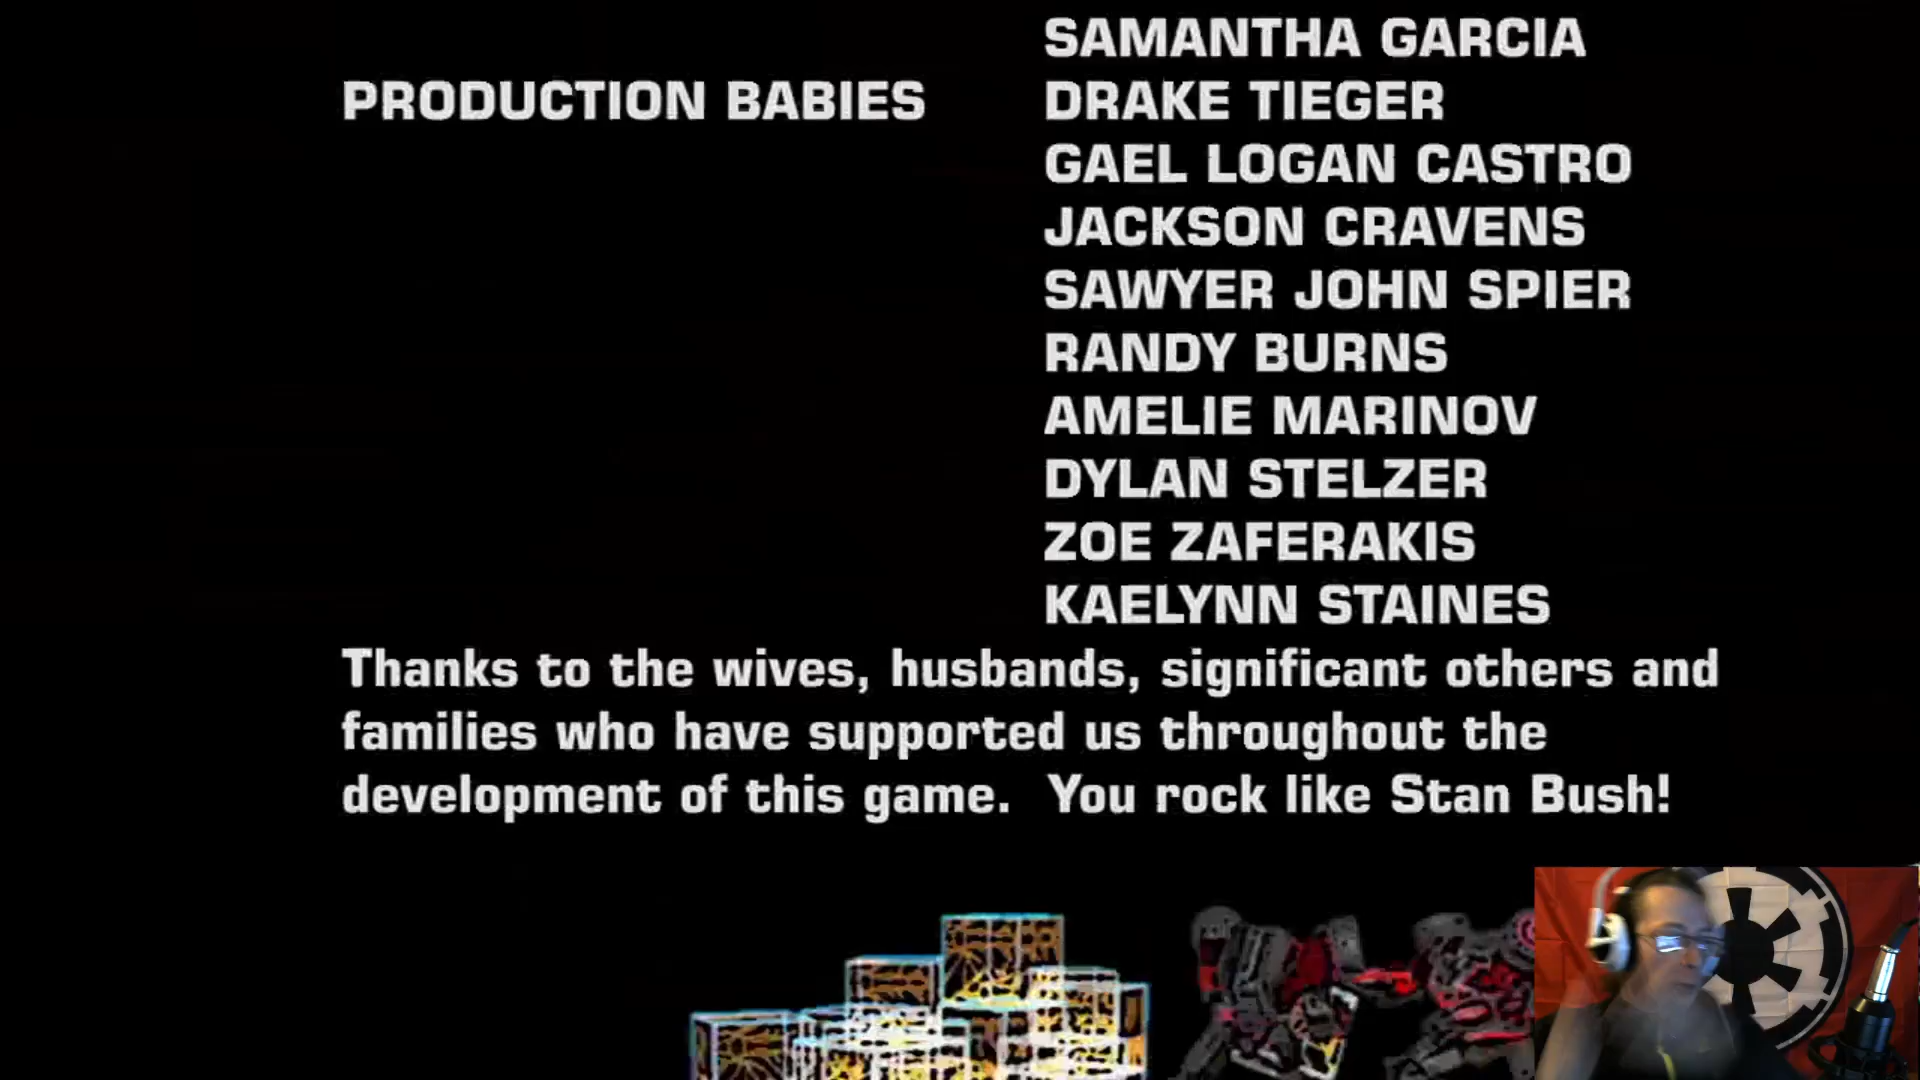 SAMANTHA GARCIA
PRODUCTION BABIES DRAKE TIEGER
GAEL LOGAN CASTRO
JACKSON CRAVENS
SAWYER JOHN SPIER
RANDY BURNS
AMELIE MARINOV
DYLAN STELZER
ZOE ZAFERAKIS
KAELYNN STAINES
Thanks to the wives, husbands, significant others and
families who have supported us throughout the
development of this game.  You rock like Stan Bush!